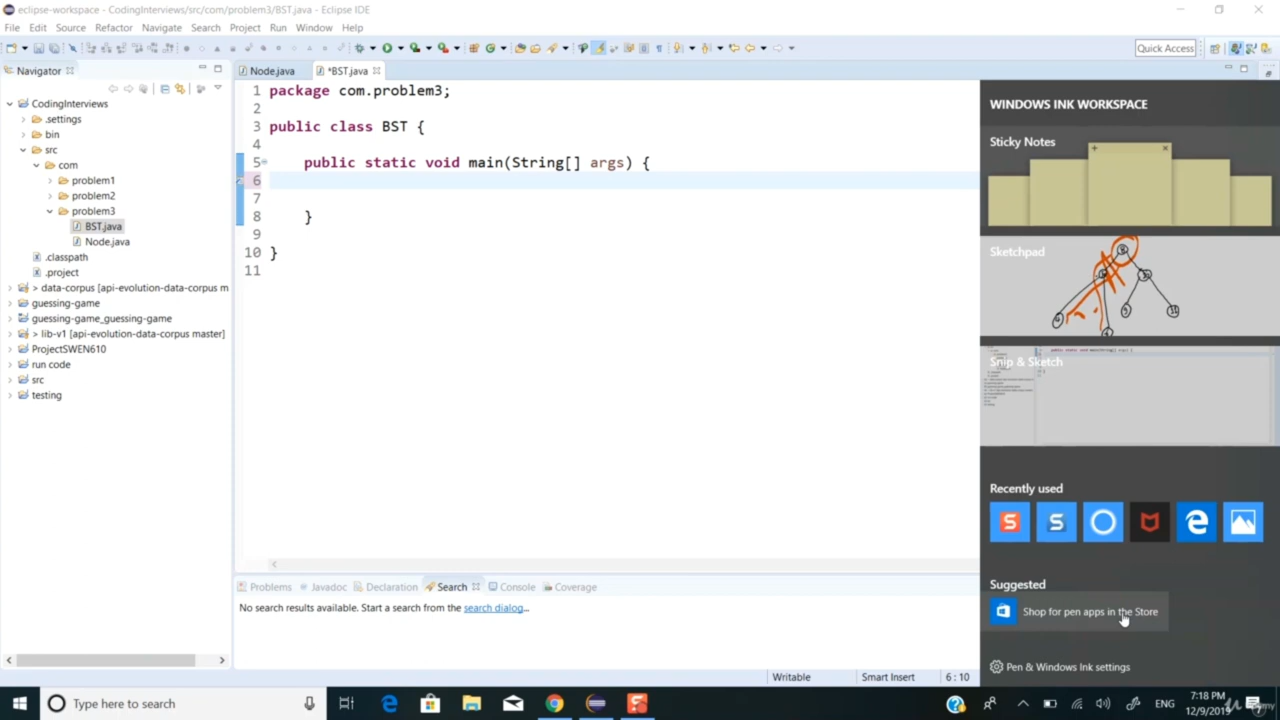 eclipse-workspace - CodingInterviews/src/com/problem3/BST.java - Eclipse IDE
File Edit Source Refactor Navigate Search Project Run Window Help
Quick Access
Navigator
Node.java
*BST.java
CodingInterviews
.settings
bin
src
com
problem1
problem2
problem3
BST.java
Node.java
.classpath
.project
> data-corpus [api-evolution-data-corpus m
guessing-game
guessing-game_guessing-game
> lib-v1 [api-evolution-data-corpus master]
ProjectSWEN610
run code
src
testing
1 package com.problem3;
2
3 public class BST {
4
5 public static void main(String[] args) {
6
7
8 }
9
10 }
11
Problems Javadoc Declaration Search Console Coverage
No search results available. Start a search from the search dialog...
Writable Smart Insert 6 : 10
WINDOWS INK WORKSPACE
Sticky Notes
Sketchpad
Snip & Sketch
Recently used
Suggested
Shop for pen apps in the Store
Pen & Windows Ink settings
Type here to search
ENG
7:18 PM
12/9/2019